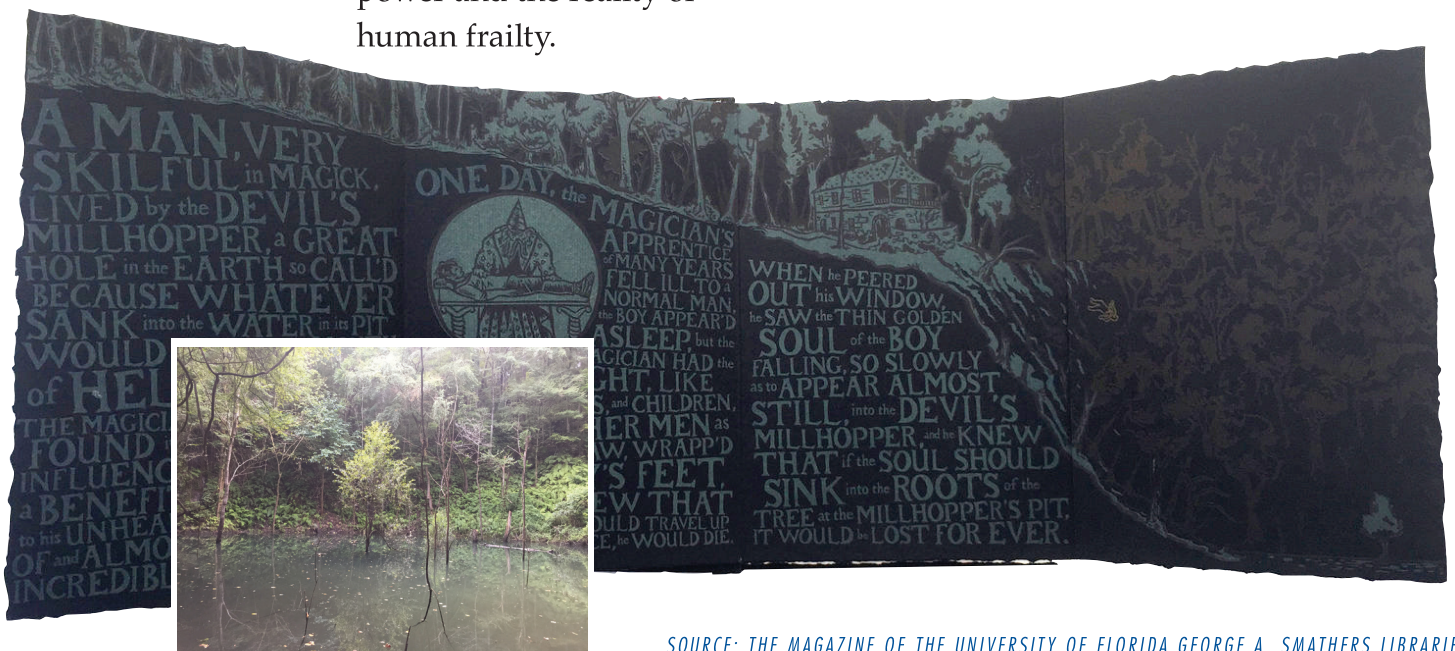 human frailty.
A MAN, VERY
SKILFUL in MAGICK,
LIVED by the DEVIL'S
MILLHOPPER, a GREAT
HOLE in the EARTH so CALL'D
BECAUSE WHATEVER
SANK into the WATER in its PIT
WOULD
of HEL
THE MAGICI
FOUND
INFLUENC
a BENEFI
to his UNHEA
OF and ALMO
INCREDIBL
ONE DAY, the
MAGICIAN'S
APPRENTICE
of MANY YEARS
FELL ILL. TO a
NORMAL MAN,
the BOY APPEAR'D
ASLEEP, but the
AGICIAN HAD the
GHT, LIKE
S, and CHILDREN,
HER MEN as
W, WRAPP'D
Y'S FEET,
EW THAT
OULD TRAVEL UP
CE, he WOULD DIE.
WHEN he PEERED
OUT his WINDOW,
he SAW the THIN GOLDEN
SOUL of the BOY
FALLING, SO SLOWLY
as to APPEAR ALMOST
STILL, into the DEVIL'S
MILLHOPPER, and he KNEW
THAT if the SOUL SHOULD
SINK into the ROOTS of the
TREE at the MILLHOPPER'S PIT,
IT WOULD be LOST FOR EVER.
SOURCE: THE MAGAZINE OF THE UNIVERSITY OF FLORIDA GEORGE A. SMATHERS LIBRARIE